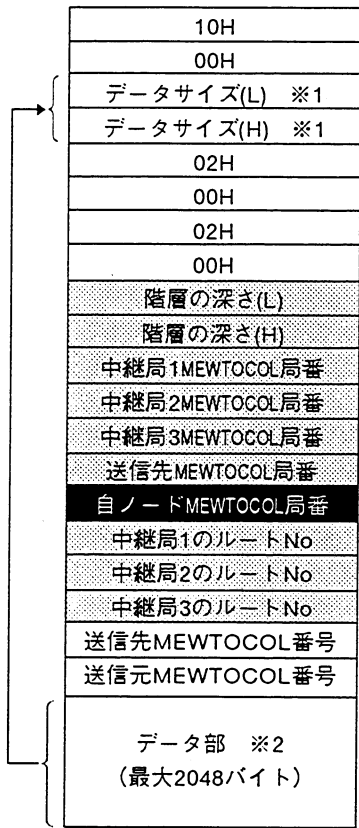 10H
00H
データサイズ(L) ※1
データサイズ(H) ※1
02H
00H
02H
00H
階層の深さ(L)
階層の深さ(H)
中継局1MEWTOCOL局番
中継局2MEWTOCOL局番
中継局3MEWTOCOL局番
送信先MEWTOCOL局番
自ノードMEWTOCOL局番
中継局1のルートNo
中継局2のルートNo
中継局3のルートNo
送信先MEWTOCOL番号
送信元MEWTOCOL番号
データ部 ※2
(最大2048バイト)